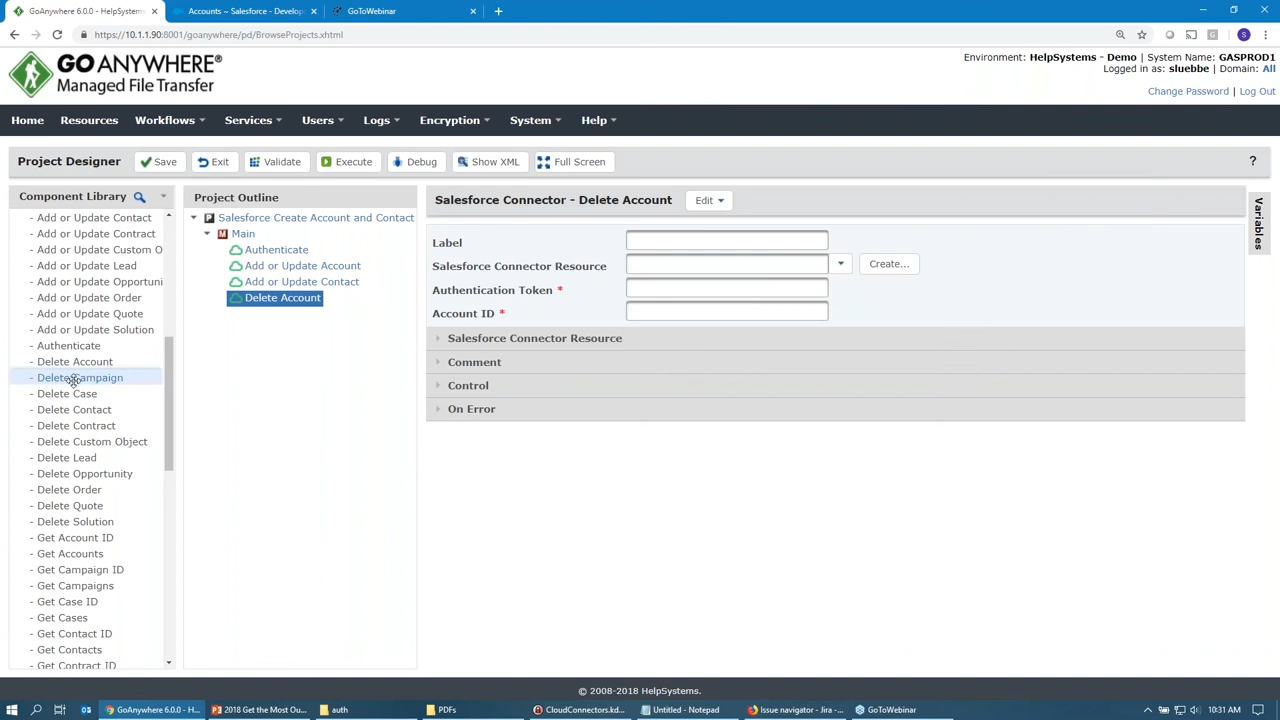 GoAnywhere 6.0.0 - HelpSystems
Accounts ~ Salesforce - Develop
GoToWebinar
https://10.1.1.90:8001/goanywhere/pd/BrowseProjects.xhtml
GO ANYWHERE®
Managed File Transfer
Environment: HelpSystems - Demo | System Name: GASPROD1
Logged in as: sluebbe | Domain: All
Change Password | Log Out
Home Resources Workflows Services Users Logs Encryption System Help
Project Designer Save Exit Validate Execute Debug Show XML Full Screen ?
Component Library
- Add or Update Contact
- Add or Update Contract
- Add or Update Custom O
- Add or Update Lead
- Add or Update Opportuni
- Add or Update Order
- Add or Update Quote
- Add or Update Solution
- Authenticate
- Delete Account
- Delete Campaign
- Delete Case
- Delete Contact
- Delete Contract
- Delete Custom Object
- Delete Lead
- Delete Opportunity
- Delete Order
- Delete Quote
- Delete Solution
- Get Account ID
- Get Accounts
- Get Campaign ID
- Get Campaigns
- Get Case ID
- Get Cases
- Get Contact ID
- Get Contacts
- Get Contract ID
Project Outline
P Salesforce Create Account and Contact
M Main
Authenticate
Add or Update Account
Add or Update Contact
Delete Account
Salesforce Connector - Delete Account Edit
Label
Salesforce Connector Resource Create...
Authentication Token *
Account ID *
Salesforce Connector Resource
Comment
Control
On Error
Variables
© 2008-2018 HelpSystems.
GoAnywhere 6.0.0 - H...
2018 Get the Most Ou...
auth
PDFs
CloudConnectors.kd...
Untitled - Notepad
Issue navigator - Jira -...
GoToWebinar
10:31 AM